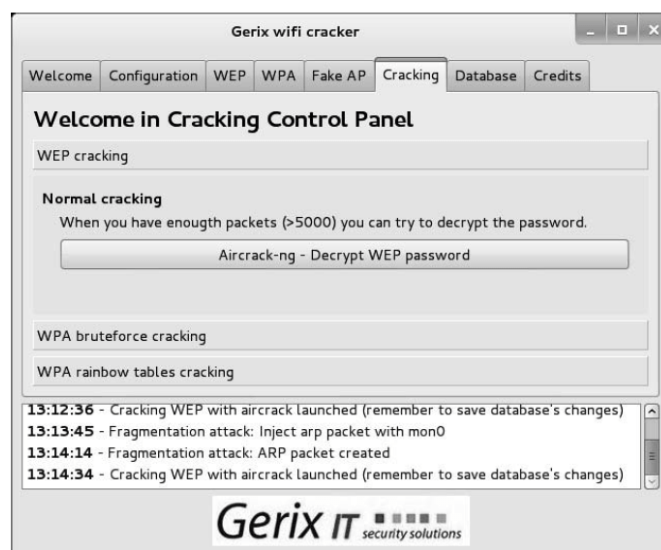 Gerix wifi cracker
Welcome Configuration WEP WPA Fake AP Cracking Database Credits
Welcome in Cracking Control Panel
WEP cracking
Normal cracking
When you have enougth packets (>5000) you can try to decrypt the password.
Aircrack-ng - Decrypt WEP password
WPA bruteforce cracking
WPA rainbow tables cracking
13:12:36 - Cracking WEP with aircrack launched (remember to save database's changes)
13:13:45 - Fragmentation attack: Inject arp packet with mon0
13:14:14 - Fragmentation attack: ARP packet created
13:14:34 - Cracking WEP with aircrack launched (remember to save database's changes)
Gerix IT security solutions